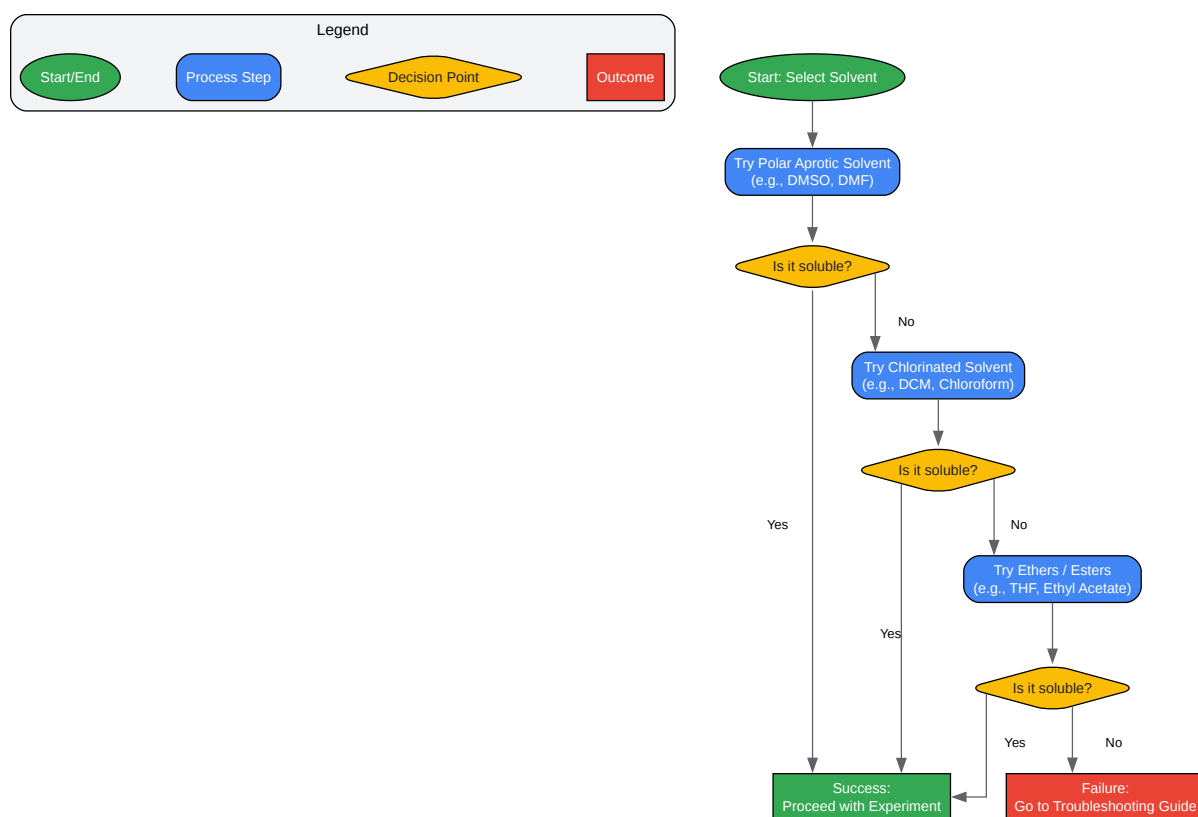 Legend
Start/End
Process Step
Decision Point
Outcome
Start: Select Solvent
Try Polar Aprotic Solvent
(e.g., DMSO, DMF)
Is it soluble?
No
Try Chlorinated Solvent
(e.g., DCM, Chloroform)
Is it soluble?
Yes
No
Try Ethers / Esters
(e.g., THF, Ethyl Acetate)
Yes
Is it soluble?
Yes
No
Success:
Proceed with Experiment
Failure:
Go to Troubleshooting Guide